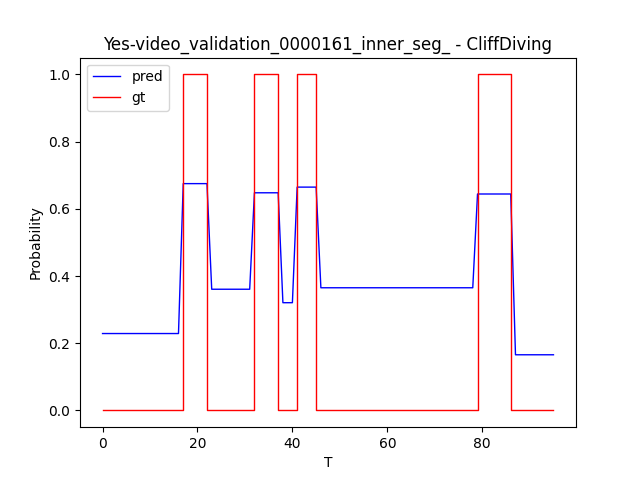 Yes-video_validation_0000161_inner_seg_ - CliffDiving
pred
gt
1.0
0.8
0.6
0.4
0.2
0.0
Probability
0
20
40
60
80
T